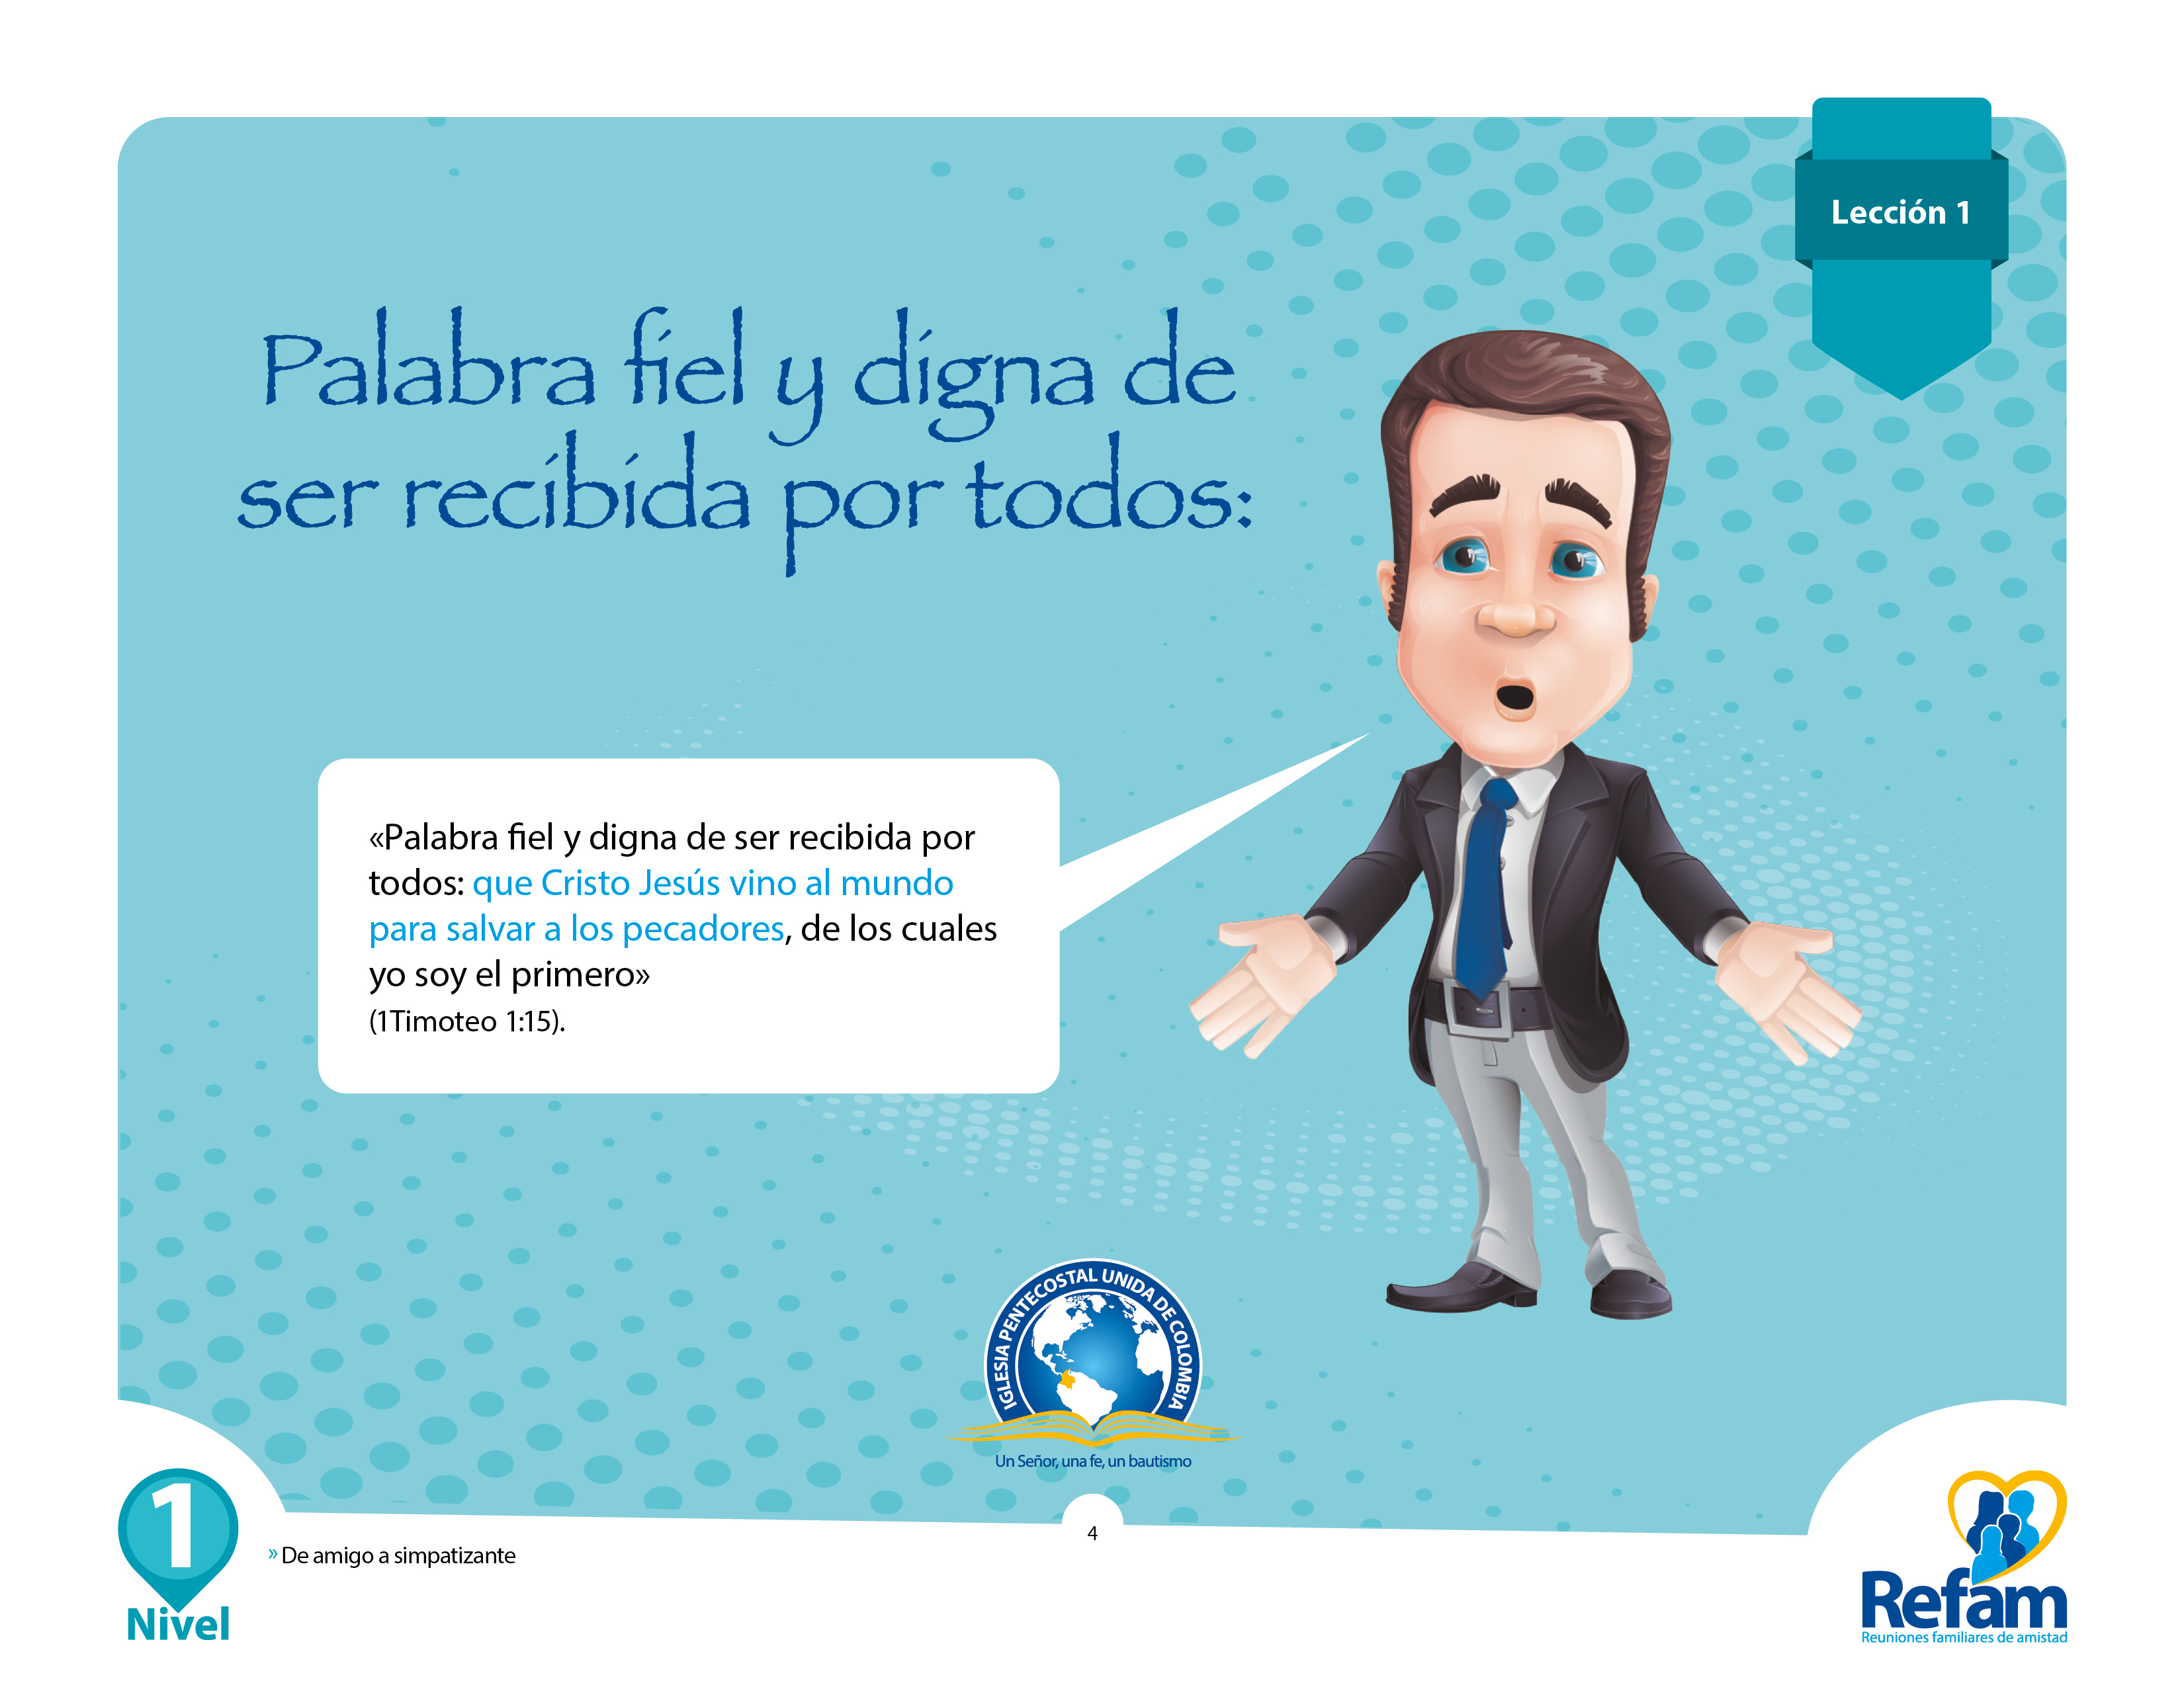 Lección 1
Palabra fiel y digna de
ser recibida por todos:
«Palabra fiel y digna de ser recibida por
todos: que Cristo Jesús vino al mundo
para salvar a los pecadores, de los cuales
yo soy el primero»
(1Timoteo 1:15).
IGLESIA PENTECOSTAL UNIDA DE COLOMBIA
Un Señor, una fe, un bautismo
1
Nivel
» De amigo a simpatizante
4
Refam
Reuniones familiares de amistad